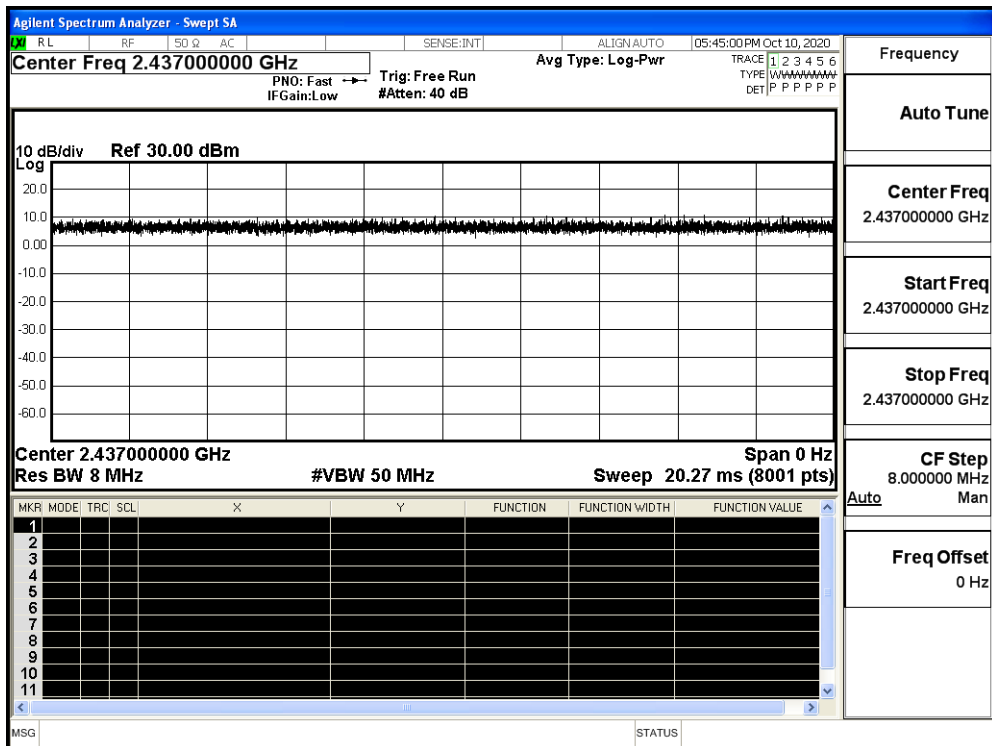 Agilent Spectrum Analyzer - Swept SA
LXI RL RF 50 Ω AC SENSE:INT ALIGN AUTO 05:45:00 PM Oct 10, 2020
Center Freq 2.437000000 GHz
PNO: Fast
IFGain:Low
Trig: Free Run
#Atten: 40 dB
Avg Type: Log-Pwr
TRACE 1 2 3 4 5 6
TYPE
DET P P P P P P
10 dB/div Ref 30.00 dBm
Log
20.0
10.0
0.00
-10.0
-20.0
-30.0
-40.0
-50.0
-60.0
Center 2.437000000 GHz Span 0 Hz
Res BW 8 MHz #VBW 50 MHz Sweep 20.27 ms (8001 pts)
MKR MODE TRC SCL X Y FUNCTION FUNCTION WIDTH FUNCTION VALUE
1
2
3
4
5
6
7
8
9
10
11
MSG STATUS
Frequency
Auto Tune
Center Freq
2.437000000 GHz
Start Freq
2.437000000 GHz
Stop Freq
2.437000000 GHz
CF Step
8.000000 MHz
Auto Man
Freq Offset
0 Hz